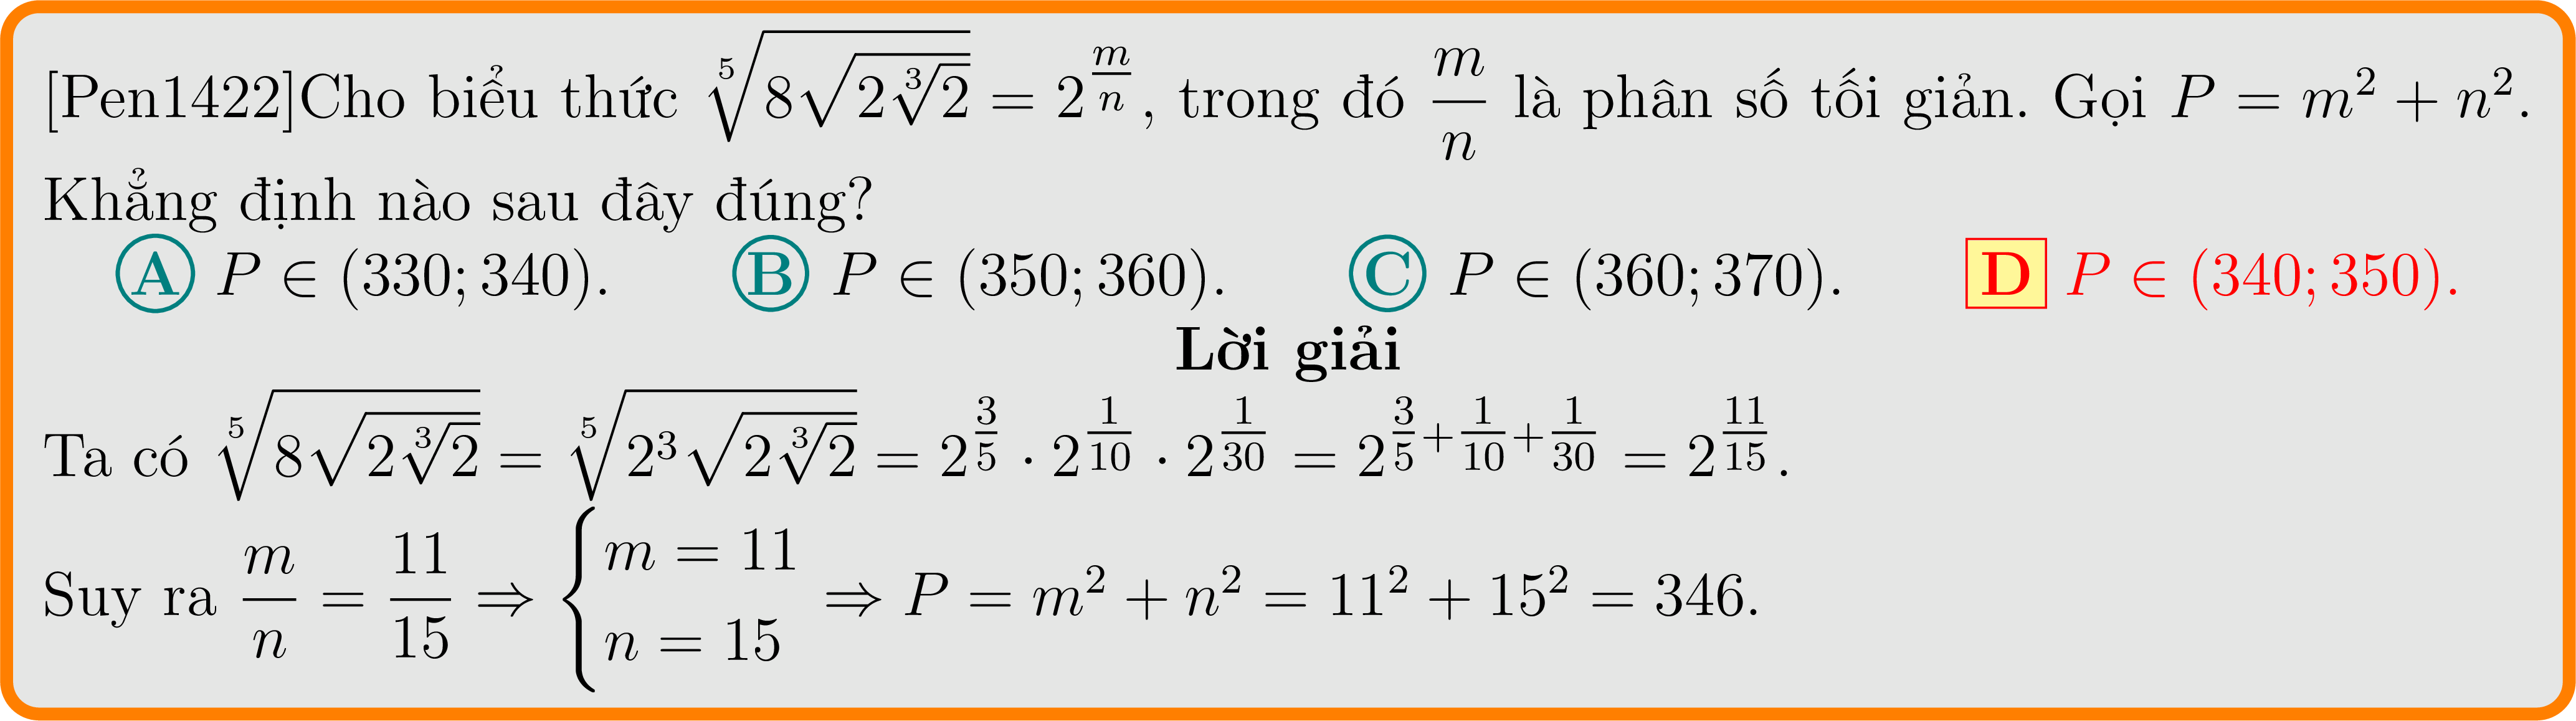 [Pen1422]Cho biểu thức $\sqrt[5]{8\sqrt{2\sqrt[3]{2}}} = 2^{\frac{m}{n}}$, trong đó $\frac{m}{n}$ là phân số tối giản. Gọi $P = m^2 + n^2$.
Khẳng định nào sau đây đúng?
A $P \in (330; 340)$. B $P \in (350; 360)$. C $P \in (360; 370)$. D $P \in (340; 350)$.
Lời giải
Ta có $\sqrt[5]{8\sqrt{2\sqrt[3]{2}}} = \sqrt[5]{2^3\sqrt{2\sqrt[3]{2}}} = 2^{\frac{3}{5}} \cdot 2^{\frac{1}{10}} \cdot 2^{\frac{1}{30}} = 2^{\frac{3}{5}+\frac{1}{10}+\frac{1}{30}} = 2^{\frac{11}{15}}$.
Suy ra $\frac{m}{n} = \frac{11}{15} \Rightarrow \begin{cases} m = 11 \\ n = 15 \end{cases} \Rightarrow P = m^2 + n^2 = 11^2 + 15^2 = 346$.